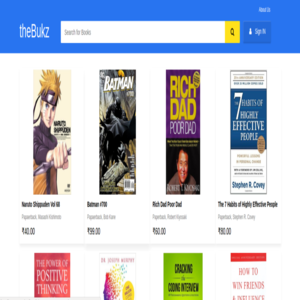 About Us
theBukz
Search for Books
Sign IN
NARUTO
SHIPPUDEN
BATMAN
#700
RICH
DAD
POOR DAD
ROBERT T. KIYOSAKI
THE 7
HABITS OF
HIGHLY
EFFECTIVE
PEOPLE
Stephen R. Covey
Naruto Shippuden Vol 68
Batman #700
Rich Dad Poor Dad
The 7 Habits of Highly Effective People
Paperback, Masashi Kishimoto
Paperback, Bob Kane
Paperback, Robert Kiyosaki
Paperback, Stephen R. Covey
₹40.00
₹99.00
₹60.00
₹80.00
THE POWER OF
POSITIVE
THINKING
DR. JOSEPH MURPHY
CRACKING
the
CODING INTERVIEW
HOW TO
WIN FRIENDS
& INFLUENCE